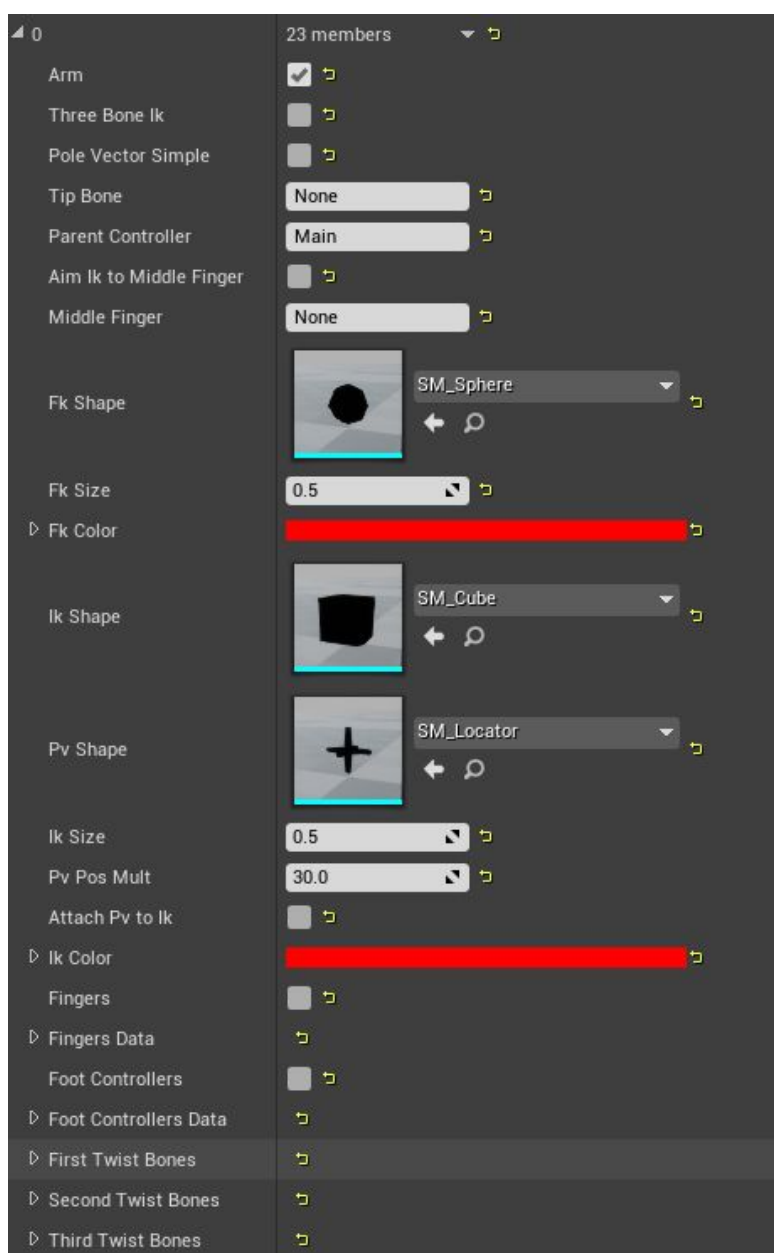 0 23 members
Arm
Three Bone Ik
Pole Vector Simple
Tip Bone None
Parent Controller Main
Aim Ik to Middle Finger
Middle Finger None
Fk Shape SM_Sphere
Fk Size 0.5
Fk Color
Ik Shape SM_Cube
Pv Shape SM_Locator
Ik Size 0.5
Pv Pos Mult 30.0
Attach Pv to Ik
Ik Color
Fingers
Fingers Data
Foot Controllers
Foot Controllers Data
First Twist Bones
Second Twist Bones
Third Twist Bones